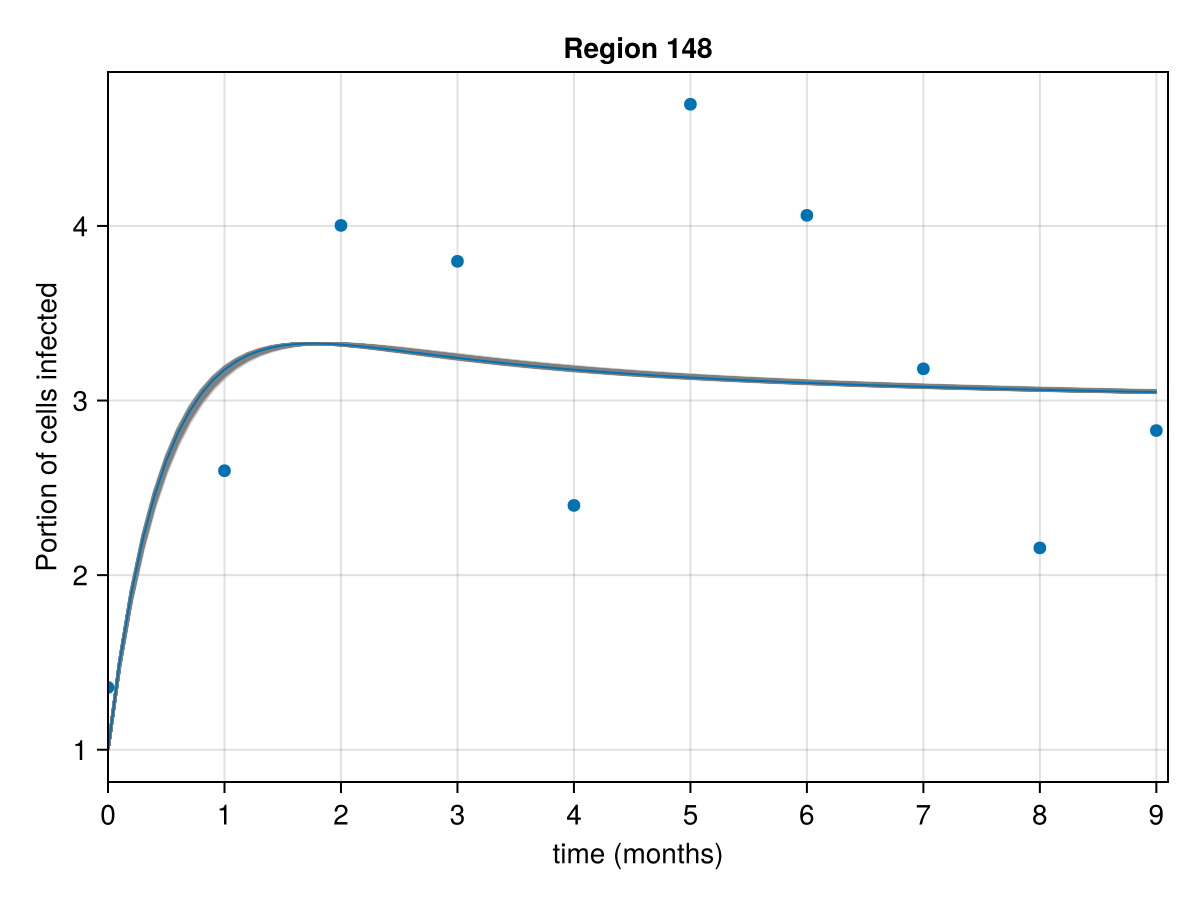 Region 148
Portion of cells infected
4
3
2
1
0 1 2 3 4 5 6 7 8 9
time (months)